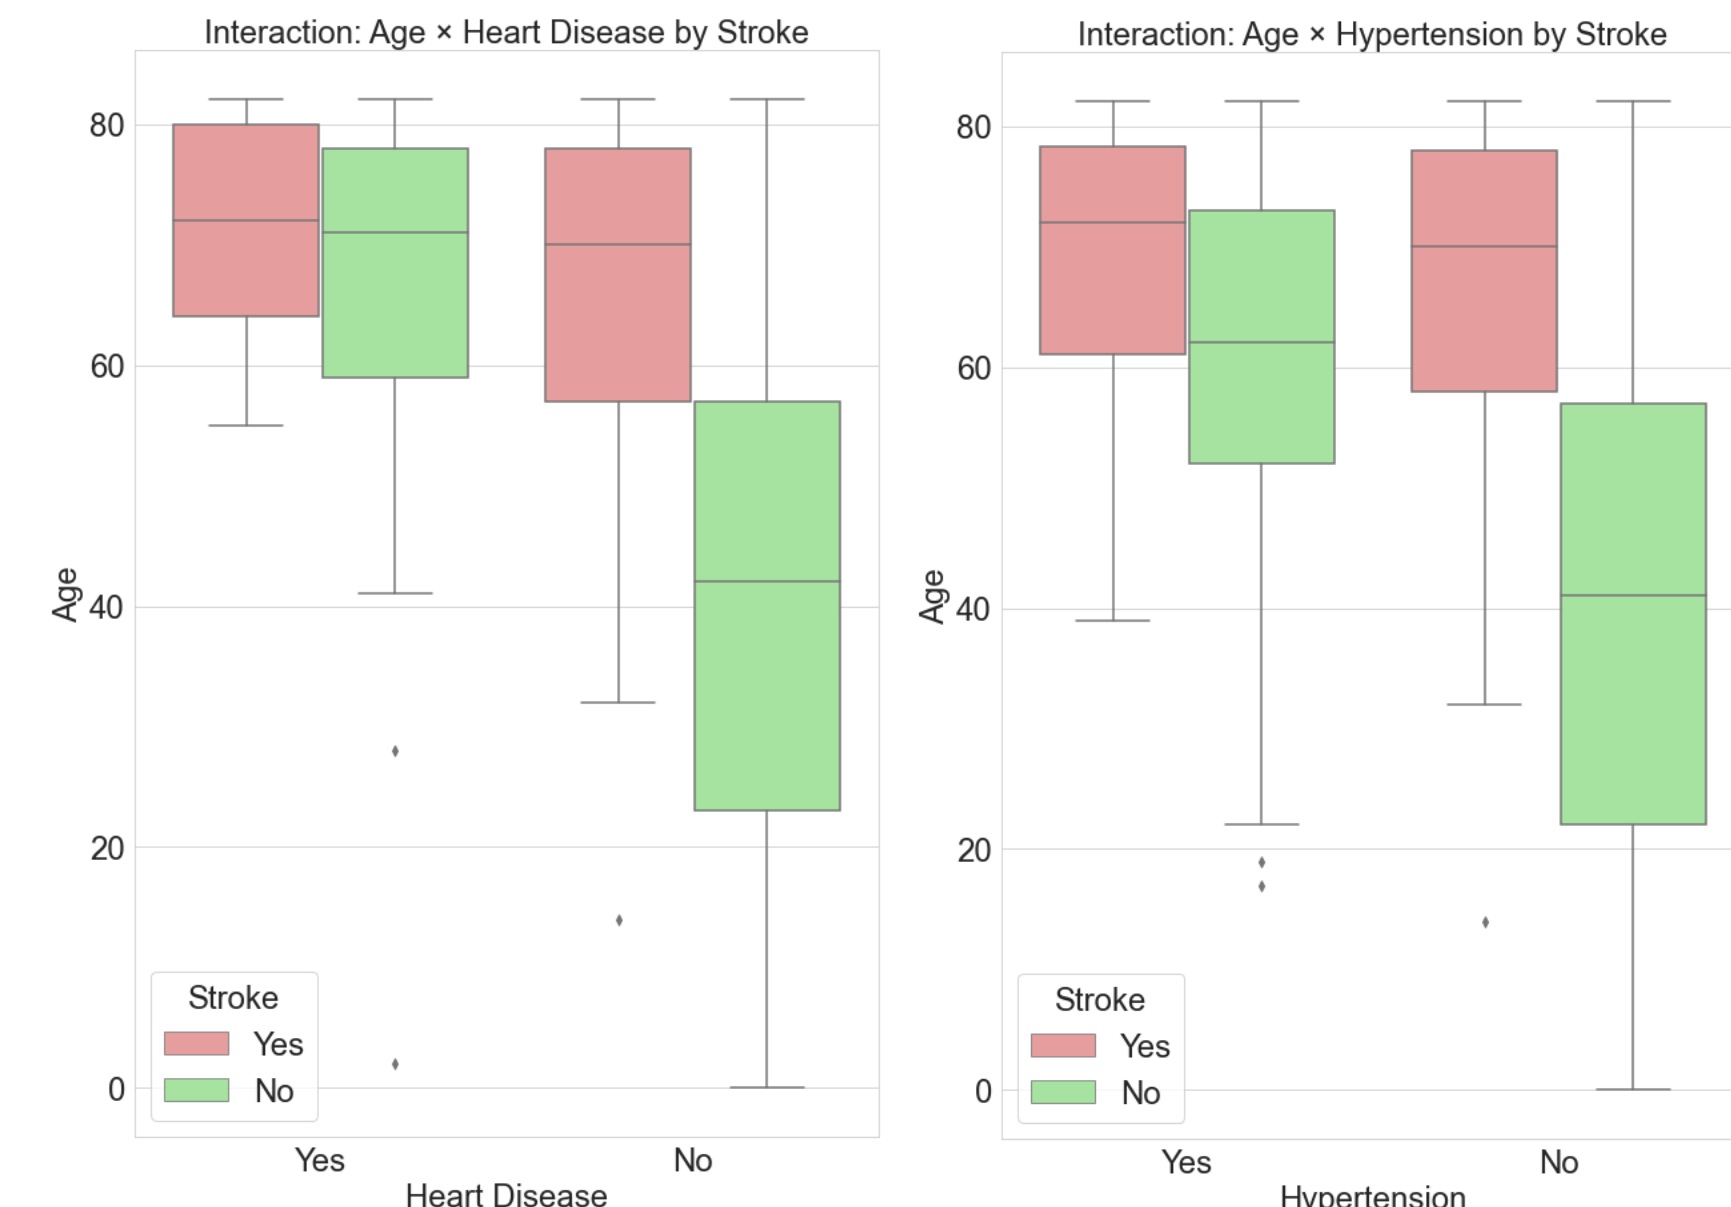 Interaction: Age × Heart Disease by Stroke
80
60
40
20
0
Age
Stroke
Yes
No
Yes
No
Heart Disease
Interaction: Age × Hypertension by Stroke
80
60
40
20
0
Age
Stroke
Yes
No
Yes
No
Hypertension